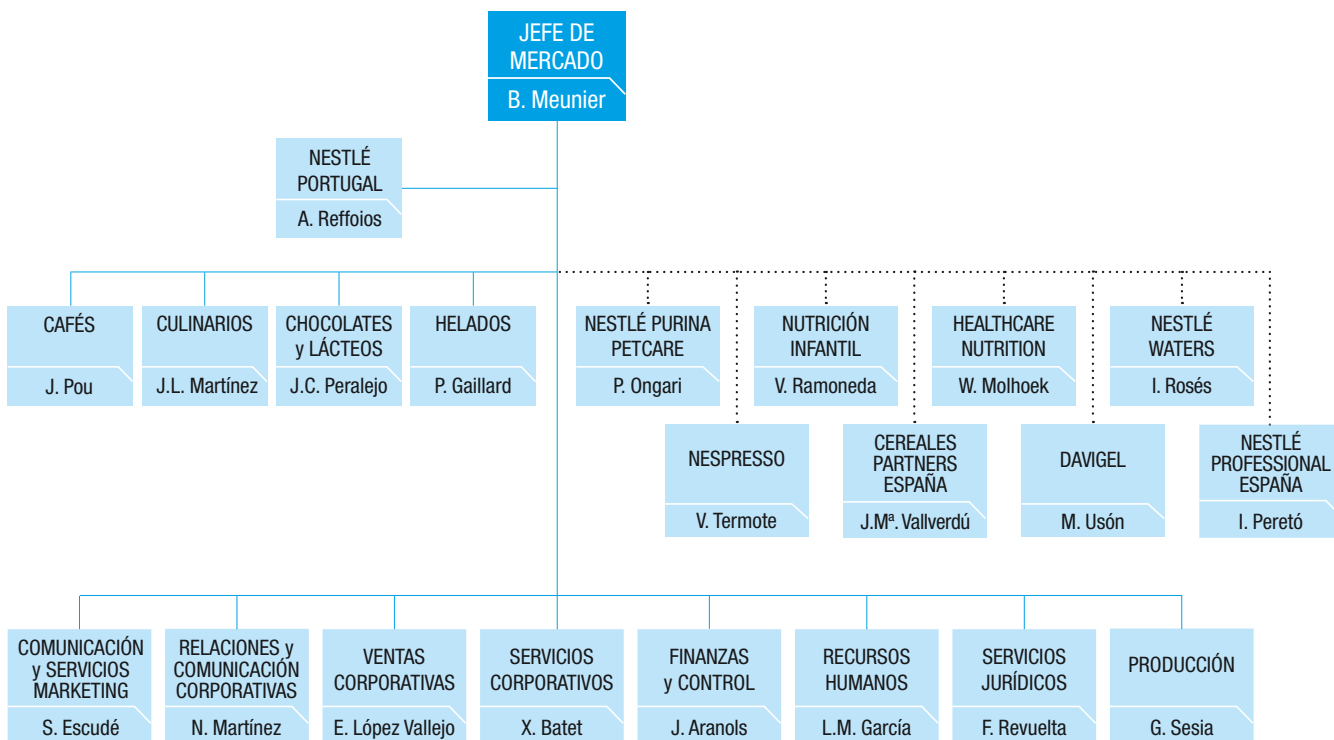 JEFE DE
MERCADO
B. Meunier
NESTLÉ
PORTUGAL
A. Reffoios
CAFÉS
J. Pou
CULINARIOS
J.L. Martínez
CHOCOLATES
y LÁCTEOS
J.C. Peralejo
HELADOS
P. Gaillard
NESTLÉ PURINA
PETCARE
P. Ongari
NUTRICIÓN
INFANTIL
V. Ramoneda
HEALTHCARE
NUTRITION
W. Molhoek
NESTLÉ
WATERS
I. Rosés
NESPRESSO
V. Termote
CEREALES
PARTNERS
ESPAÑA
J.Mª. Vallverdú
DAVIGEL
M. Usón
NESTLÉ
PROFESSIONAL
ESPAÑA
I. Peretó
COMUNICACIÓN
y SERVICIOS
MARKETING
S. Escudé
RELACIONES y
COMUNICACIÓN
CORPORATIVAS
N. Martínez
VENTAS
CORPORATIVAS
E. López Vallejo
SERVICIOS
CORPORATIVOS
X. Batet
FINANZAS
y CONTROL
J. Aranols
RECURSOS
HUMANOS
L.M. García
SERVICIOS
JURÍDICOS
F. Revuelta
PRODUCCIÓN
G. Sesia